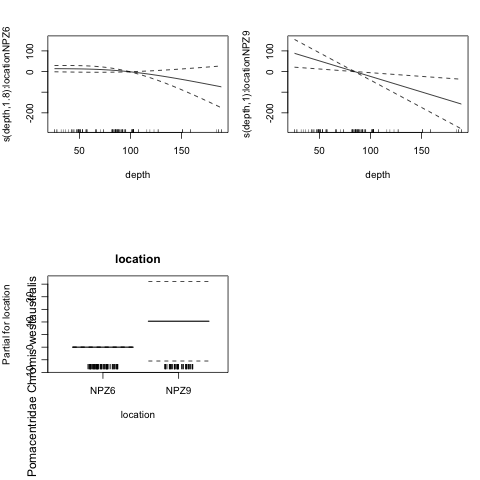 s(depth,1.8):locationNPZ6
100
0
-200
50
100
150
depth
s(depth,1):locationNPZ9
100
0
-200
50
100
150
depth
location
Partial for location
Pomacentridae Chromis westaustralis
NPZ6
NPZ9
location